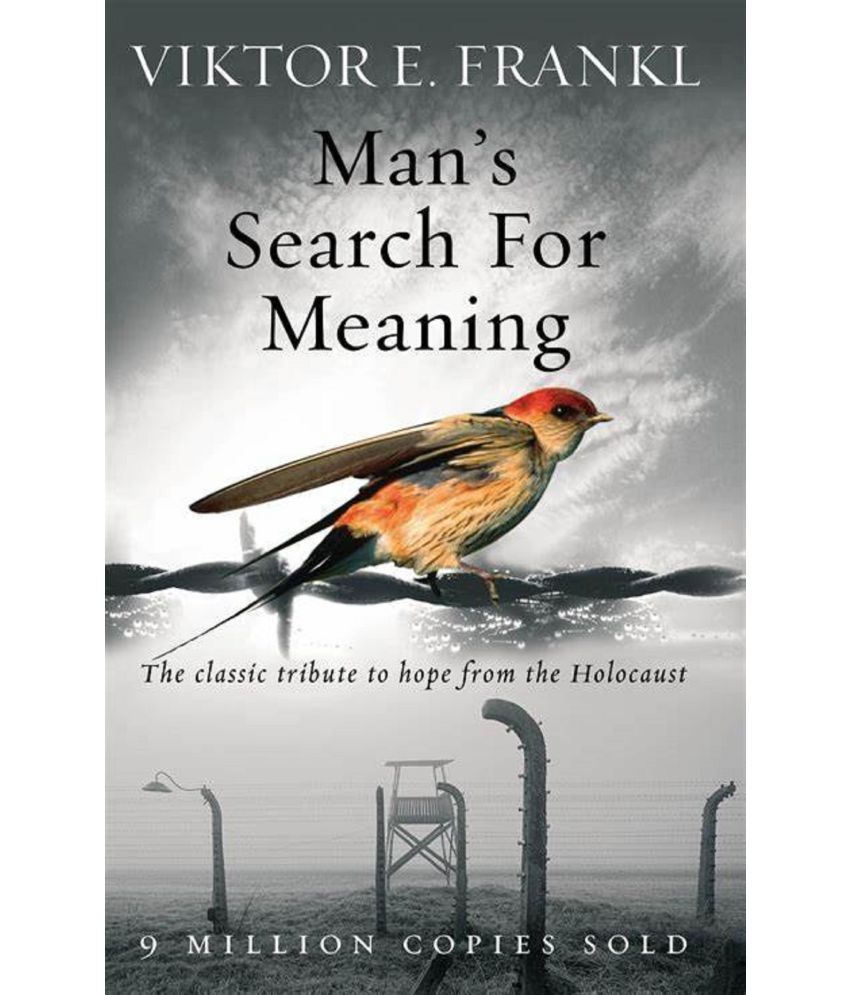 VIKTOR E. FRANKL
Man’s
Search For
Meaning
The classic tribute to hope from the Holocaust
9 MILLION COPIES SOLD